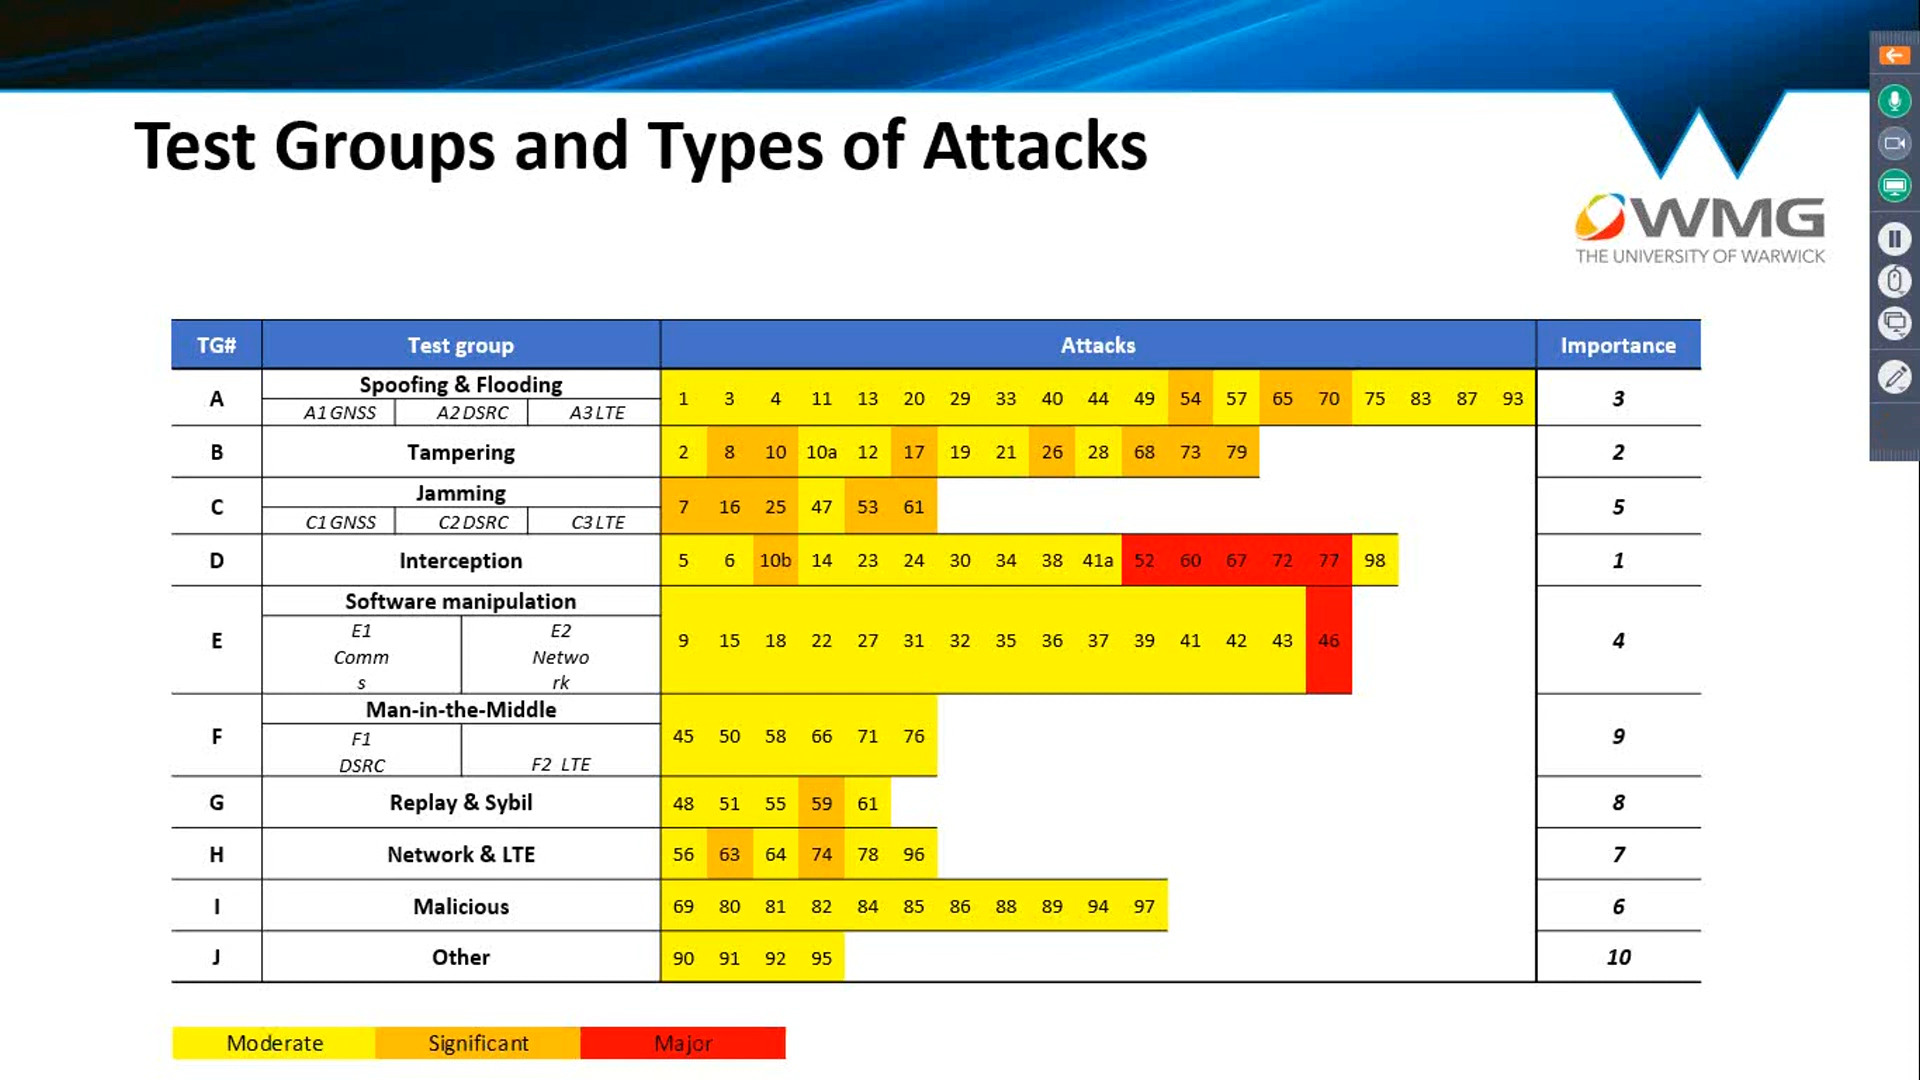 Test Groups and Types of Attacks
WMG
THE UNIVERSITY OF WARWICK
TG# Test group Attacks Importance
A Spoofing & Flooding 1 3 4 11 13 20 29 33 40 44 49 54 57 65 70 75 83 87 93 3
A1 GNSS A2 DSRC A3 LTE
B Tampering 2 8 10 10a 12 17 19 21 26 28 68 73 79 2
C Jamming 7 16 25 47 53 61 5
C1 GNSS C2 DSRC C3 LTE
D Interception 5 6 10b 14 23 24 30 34 38 41a 52 60 67 72 77 98 1
E Software manipulation 9 15 18 22 27 31 32 35 36 37 39 41 42 43 46 4
E1 E2
Comm Netwo
s rk
F Man-in-the-Middle 45 50 58 66 71 76 9
F1
DSRC F2 LTE
G Replay & Sybil 48 51 55 59 61 8
H Network & LTE 56 63 64 74 78 96 7
I Malicious 69 80 81 82 84 85 86 88 89 94 97 6
J Other 90 91 92 95 10
Moderate Significant Major